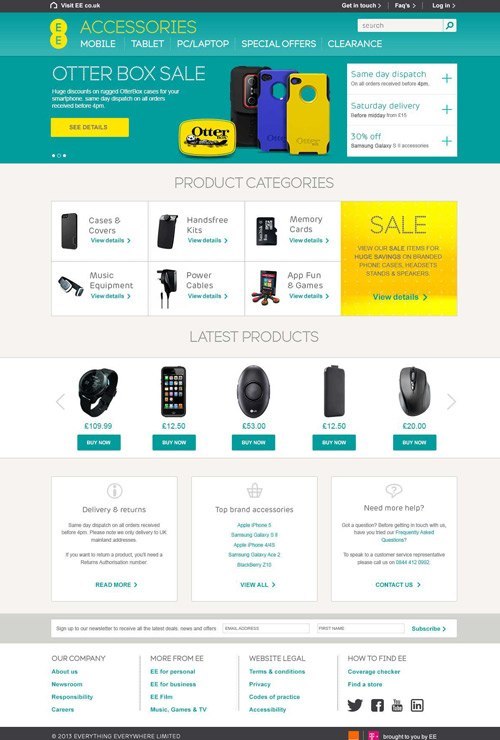 Visit EE.co.uk
Get in touch
Faq's
Log in
EE
ACCESSORIES
search
MOBILE
TABLET
PC/LAPTOP
SPECIAL OFFERS
CLEARANCE
OTTER BOX SALE
Huge discounts on rugged OtterBox cases for your
smartphone. same day dispatch on all orders
received before 4pm.
SEE DETAILS
Otter
BOX
Same day dispatch
On all orders received before 4pm.
Saturday delivery
Before midday from £15
30% off
Samsung Galaxy S II accessories
PRODUCT CATEGORIES
Cases &
Covers
View details
Handsfree
Kits
View details
Memory
Cards
View details
Music
Equipment
View details
Power
Cables
View details
App Fun
& Games
View details
SALE
VIEW OUR SALE ITEMS FOR
HUGE SAVINGS ON BRANDED
PHONE CASES, HEADSETS
STANDS & SPEAKERS.
View details
LATEST PRODUCTS
£109.99
£12.50
£53.00
£12.50
£20.00
BUY NOW
BUY NOW
BUY NOW
BUY NOW
BUY NOW
Delivery & returns
Same day dispatch on all orders received
before 4pm. Please note we only delivery to UK
mainland addresses.
If you want to return a product, you'll need a
Returns Authorisation number
READ MORE
Top brand accessories
Apple iPhone 5
Samsung Galaxy S II
Apple iPhone 4/4S
Samsung Galaxy Ace 2
BlackBerry Z10
VIEW ALL
Need more help?
Got a question? Before getting in touch with us,
have you tried our Frequently Asked
Questions?
To speak to a customer service representative
please call us on 0844 412 0992.
CONTACT US
Sign up to our newsletter to receive all the latest deals, news and offers
EMAIL ADDRESS
FIRST NAME
Subscribe
OUR COMPANY
About us
Newsroom
Responsibility
Careers
MORE FROM EE
EE for personal
EE for business
EE Film
Music, Games & TV
WEBSITE LEGAL
Terms & conditions
Privacy
Codes of practice
Accessibility
HOW TO FIND EE
Coverage checker
Find a store
© 2013 EVERYTHING EVERYWHERE LIMITED
brought to you by EE